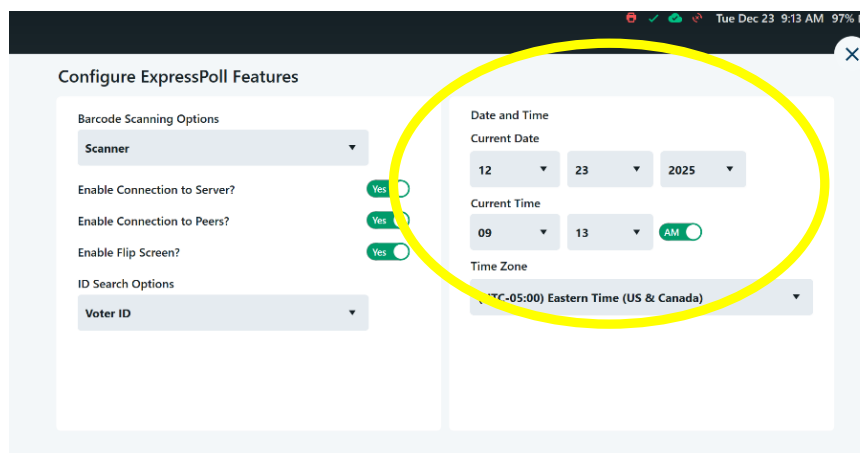 Tue Dec 23 9:13 AM 97%
Configure ExpressPoll Features
Barcode Scanning Options
Scanner
Enable Connection to Server?
Yes
Enable Connection to Peers?
Yes
Enable Flip Screen?
Yes
ID Search Options
Voter ID
Date and Time
Current Date
12 23 2025
Current Time
09 13 AM
Time Zone
(UTC-05:00) Eastern Time (US & Canada)